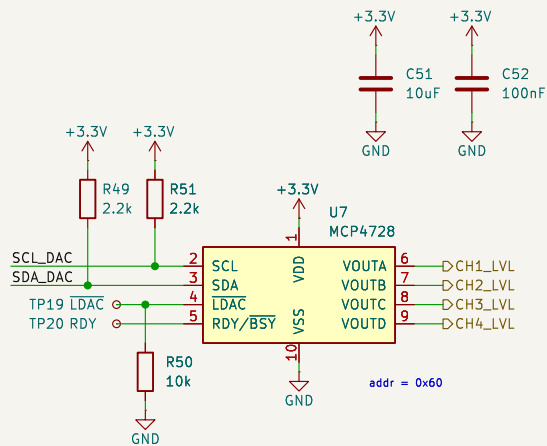 +3.3V
+3.3V
C51
10uF
C52
100nF
GND
GND
+3.3V
+3.3V
R49
2.2k
R51
2.2k
+3.3V
U7
MCP4728
SCL_DAC
SDA_DAC
TP19 LDAC
TP20 RDY
2 SCL
3 SDA
4 LDAC
5 RDY/BSY
1
VDD
VSS
10
VOUTA 6
VOUTB 7
VOUTC 8
VOUTD 9
CH1_LVL
CH2_LVL
CH3_LVL
CH4_LVL
R50
10k
GND
GND
addr = 0x60